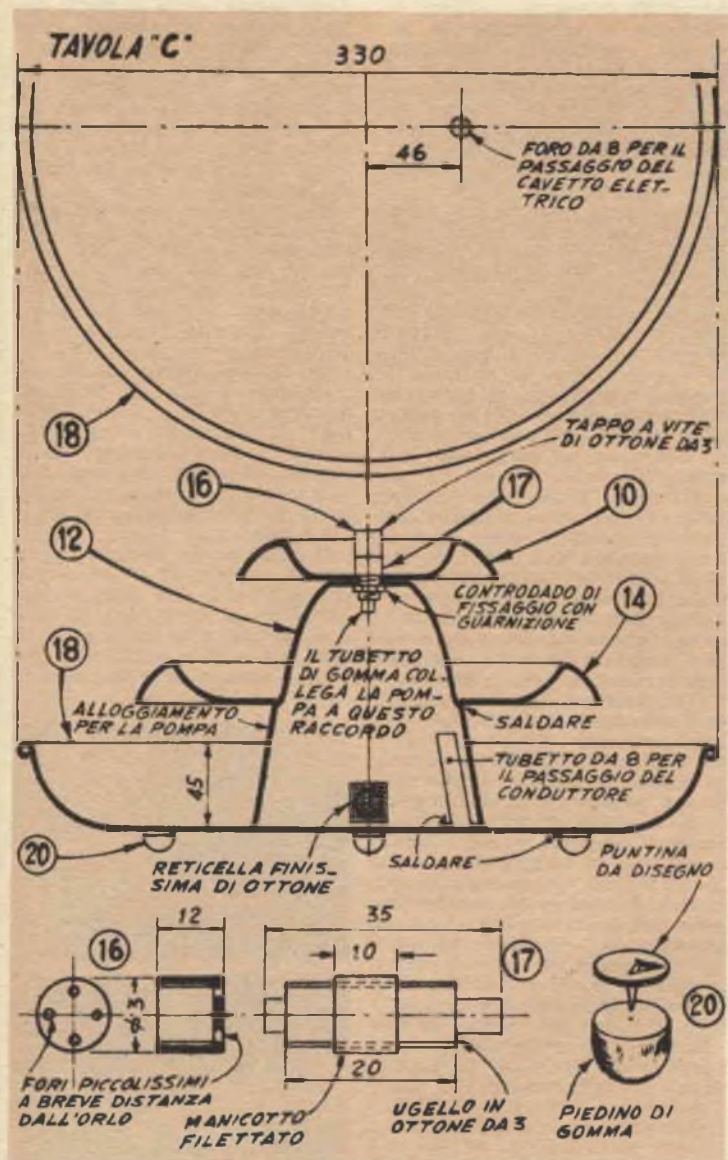 TAVOLA "C"
330
46
FORO DA 8 PER IL
PASSAGGIO DEL
CAVETTO ELET-
TRICO
18
TAPPO A VITE
DI OTTONE DA 3
16
17
10
12
CONTRODADO DI
FISSAGGIO CON
GUARNIZIONE
14
18
IL TUBETTO
DI GOMMA COL-
LEGA LA POM-
PA A QUESTO
RACCORDO
ALLOGGIAMENTO
PER LA POMPA
SALDARE
45
TUBETTO DA 8 PER
IL PASSAGGIO DEL
CONDUTTORE
20
RETICELLA FINIS-
SIMA DI OTTONE
SALDARE
PUNTINA
DA DISEGNO
12
35
16
10
17
20
FORI PICCOLISSIMI
A BREVE DISTANZA
DALL'ORLO
20
MANICOTTO
FILETTATO
UGELLO IN
OTTONE DA 3
PIEDINO DI
GOMMA